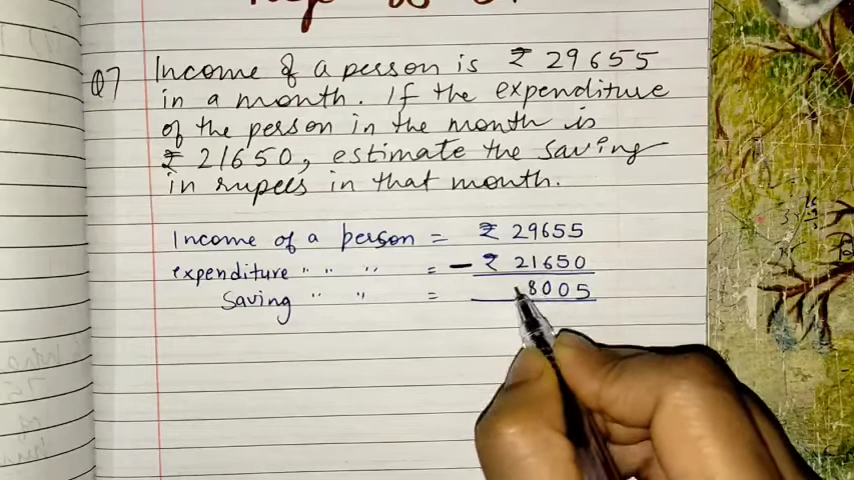 Q7 Income of a person is ₹ 29655
in a month. If the expenditure
of the person in the month is
₹ 21650, estimate the saving
in rupees in that month.
Income of a person = ₹ 29655
expenditure " " " = - ₹ 21650
Saving " " = 8005